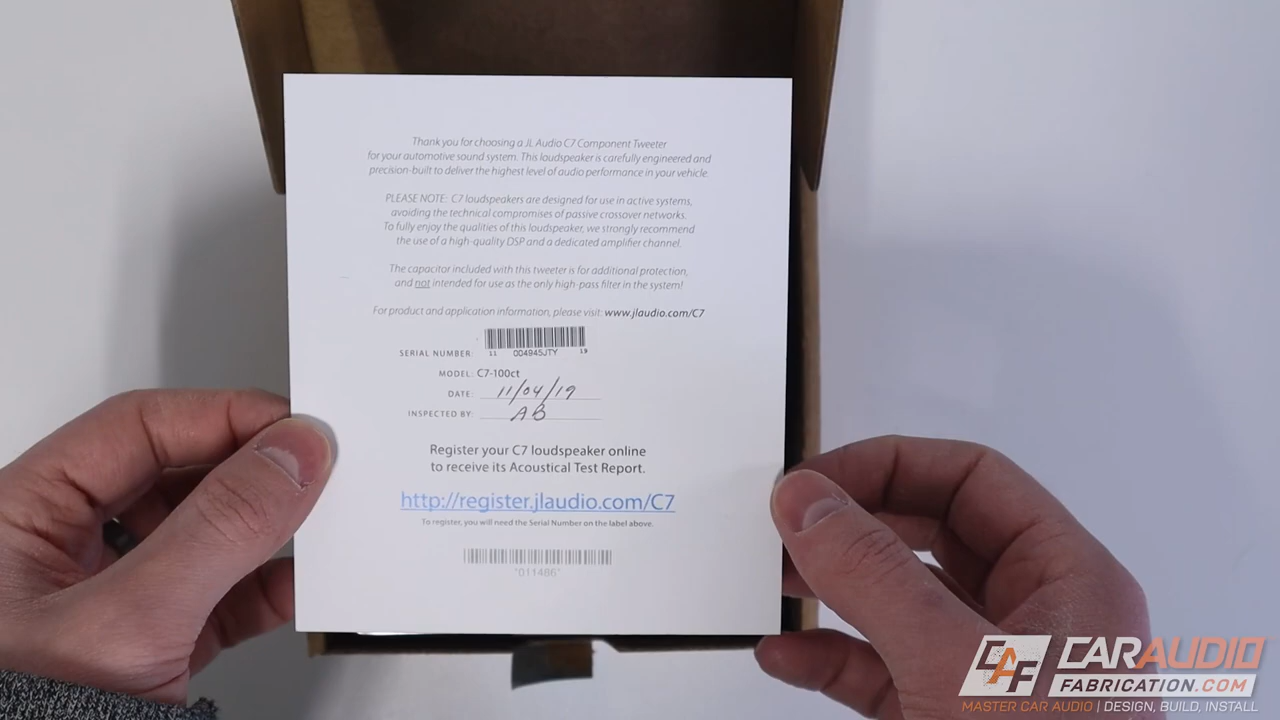 Thank you for choosing a JL Audio C7 Component Tweeter
for your automotive sound system. This loudspeaker is carefully engineered and
precision-built to deliver the highest level of audio performance in your vehicle.
PLEASE NOTE: C7 loudspeakers are designed for use in active systems,
avoiding the technical compromises of passive crossover networks.
To fully enjoy the qualities of this loudspeaker, we strongly recommend
the use of a high-quality DSP and a dedicated amplifier channel.
The capacitor included with this tweeter is for additional protection,
and not intended for use as the only high-pass filter in the system!
For product and application information, please visit: www.jlaudio.com/C7
SERIAL NUMBER: 11 004945JTY 19
MODEL: C7-100ct
DATE: 11/04/19
INSPECTED BY: AB
Register your C7 loudspeaker online
to receive its Acoustical Test Report.
http://register.jlaudio.com/C7
To register, you will need the Serial Number on the label above.
*011486*
CAF CARAUDIO
FABRICATION.COM
MASTER CAR AUDIO | DESIGN, BUILD, INSTALL